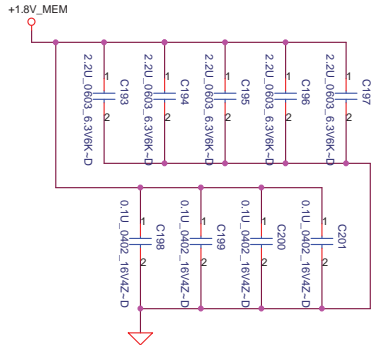 +1.8V_MEM
2.2U_0603_6.3V6K~D
1
2
C193
2.2U_0603_6.3V6K~D
1
2
C194
2.2U_0603_6.3V6K~D
1
2
C195
2.2U_0603_6.3V6K~D
1
2
C196
2.2U_0603_6.3V6K~D
1
2
C197
0.1U_0402_16V4Z~D
1
2
C198
0.1U_0402_16V4Z~D
1
2
C199
0.1U_0402_16V4Z~D
1
2
C200
0.1U_0402_16V4Z~D
1
2
C201